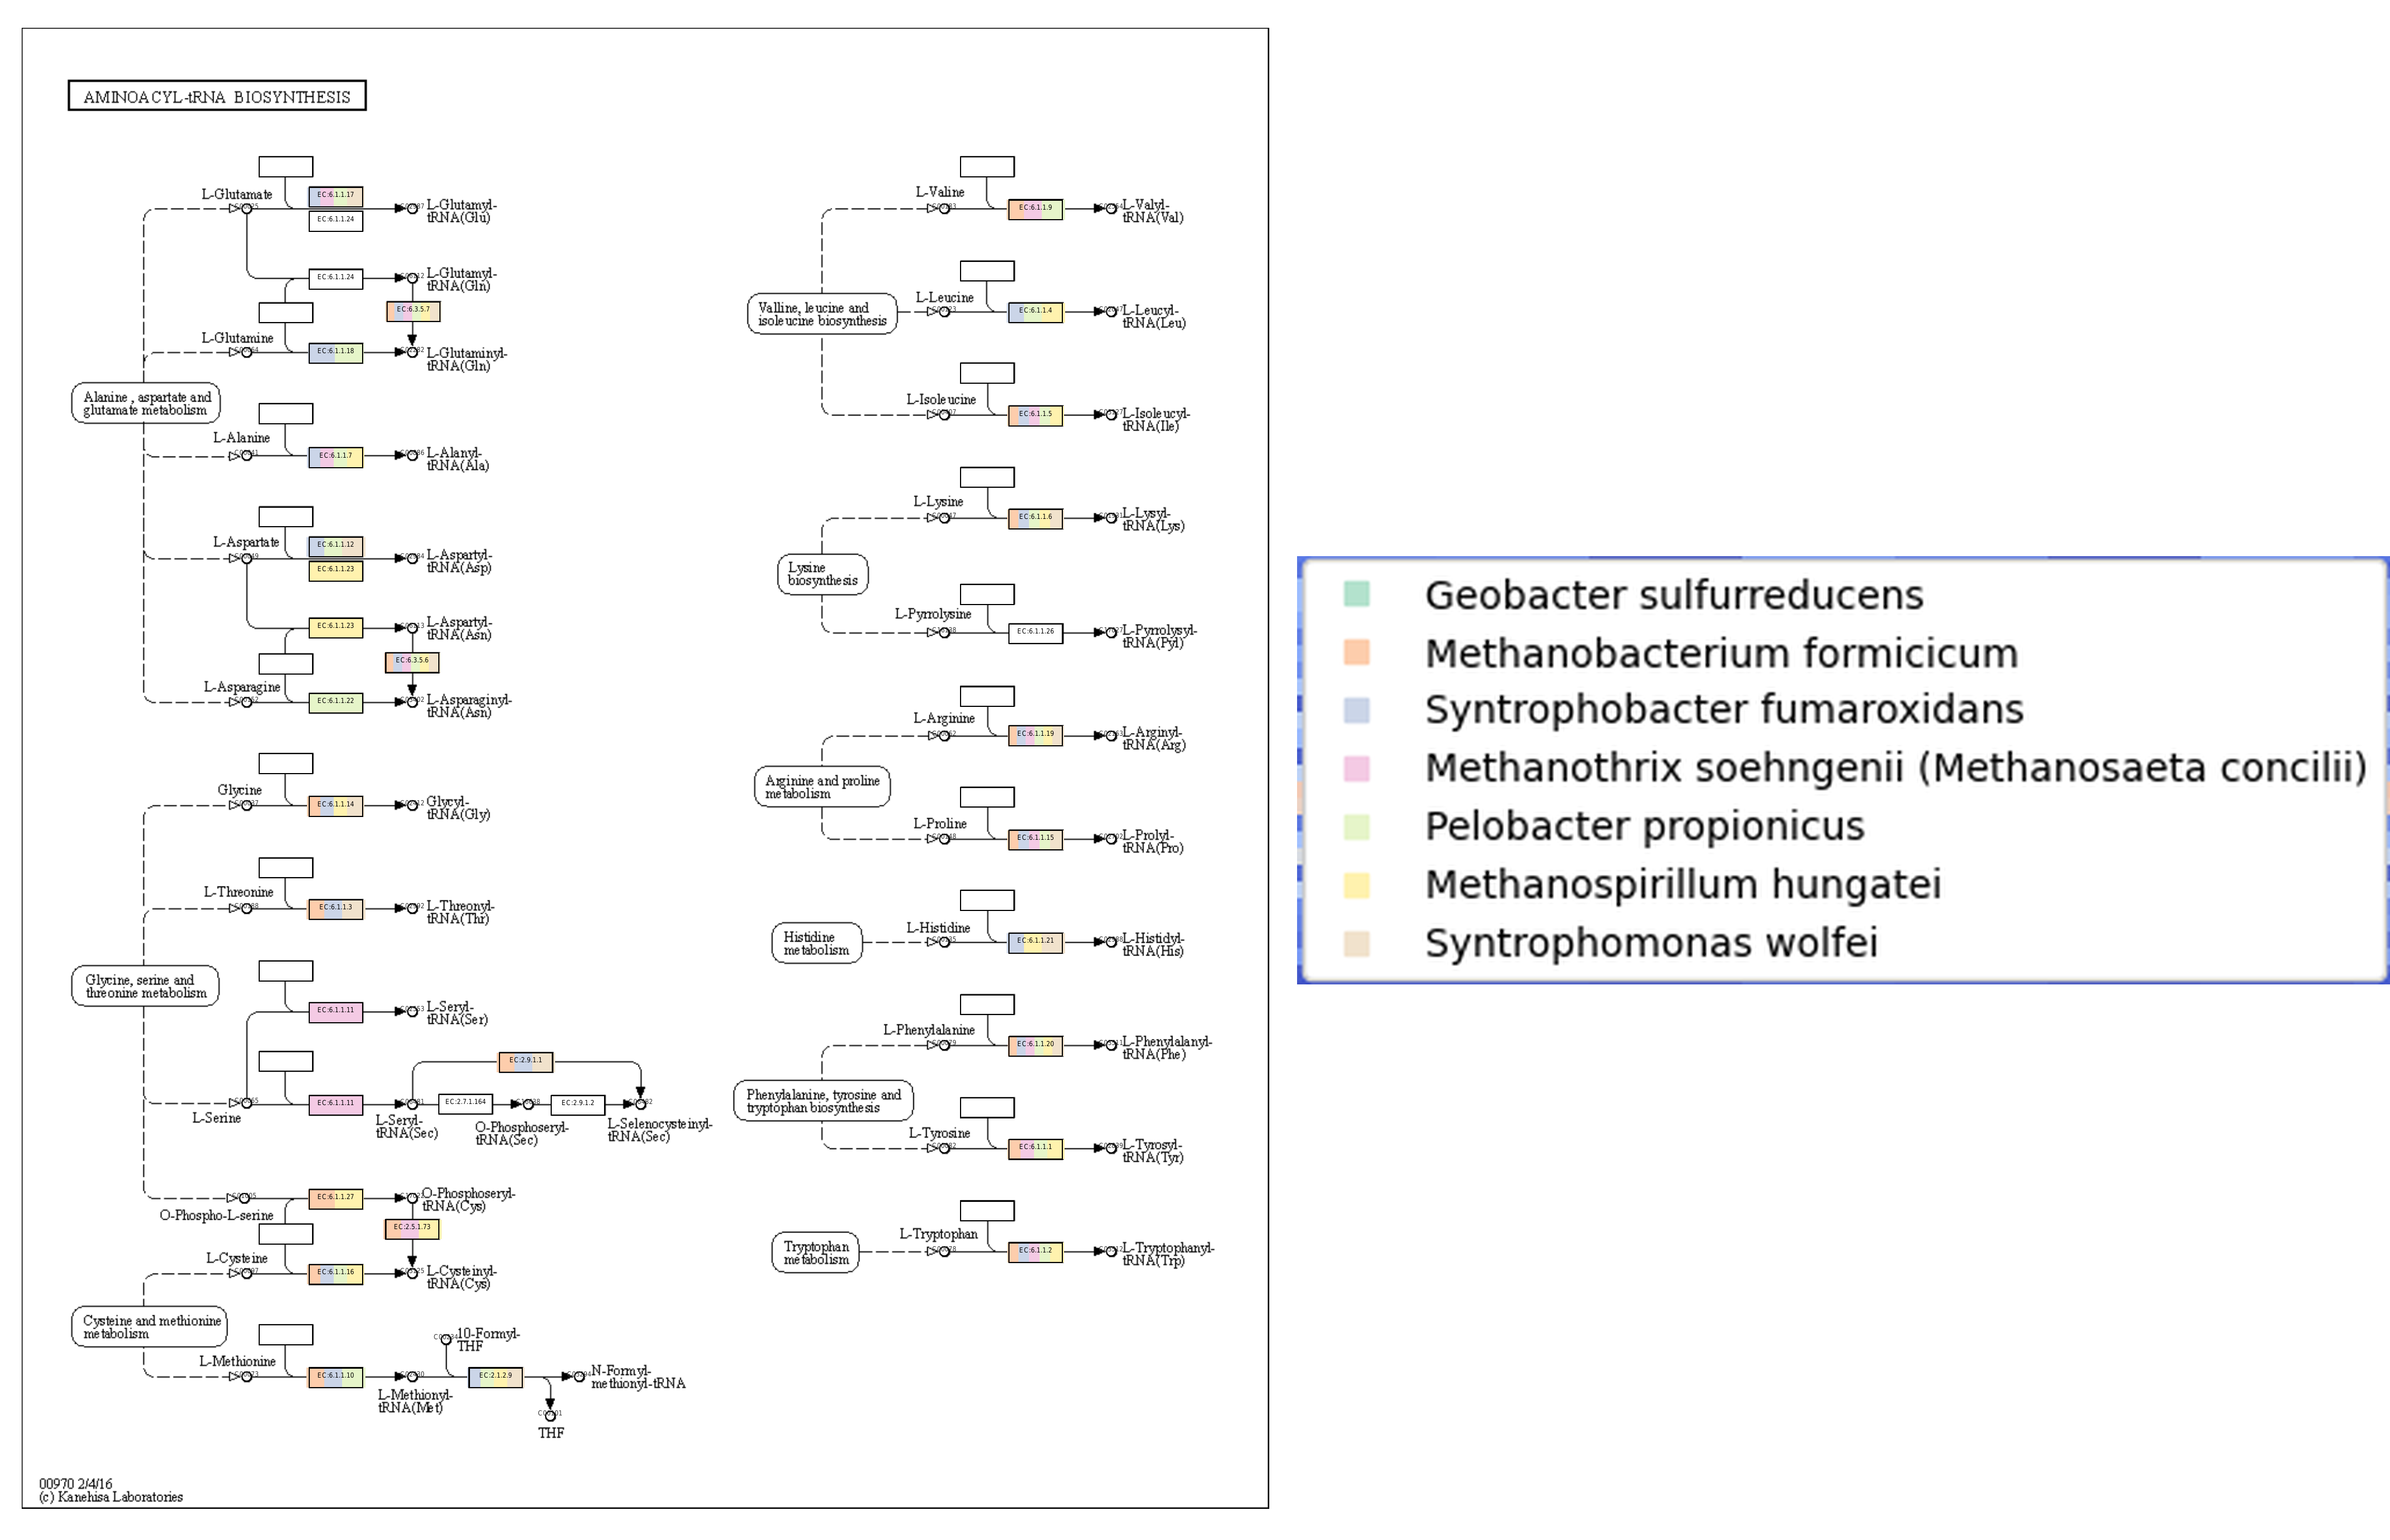 AMINOACYL-tRNA BIOSYNTHESIS
L-Glutamate
EC:6.1.1.17
EC:6.1.1.24
L-Glutamyl-
tRNA(Glu)
EC:6.1.1.24
L-Glutamyl-
tRNA(Gln)
EC:6.3.5.7
L-Glutamine
EC:6.1.1.18
L-Glutaminyl-
tRNA(Gln)
Alanine , aspartate and
glutamate metabolism
L-Alanine
EC:6.1.1.7
L-Alanyl-
tRNA(Ala)
L-Aspartate
EC:6.1.1.12
EC:6.1.1.23
L-Aspartyl-
tRNA(Asp)
EC:6.1.1.23
L-Aspartyl-
tRNA(Asn)
EC:6.3.5.6
L-Asparagine
EC:6.1.1.22
L-Asparaginyl-
tRNA(Asn)
Glycine
EC:6.1.1.14
Glycyl-
tRNA(Gly)
L-Threonine
EC:6.1.1.3
L-Threonyl-
tRNA(Thr)
Glycine, serine and
threonine metabolism
EC:6.1.1.11
L-Seryl-
tRNA(Ser)
EC:2.9.1.1
L-Serine
EC:6.1.1.11
L-Seryl-
tRNA(Sec)
EC:2.7.1.164
O-Phosphoseryl-
tRNA(Sec)
EC:2.9.1.2
L-Selenocysteinyl-
tRNA(Sec)
O-Phospho-L-serine
EC:6.1.1.27
O-Phosphoseryl-
tRNA(Cys)
EC:2.5.1.73
L-Cysteine
EC:6.1.1.16
L-Cysteinyl-
tRNA(Cys)
Cysteine and methionine
metabolism
L-Methionine
EC:6.1.1.10
L-Methionyl-
tRNA(Met)
10-Formyl-
THF
EC:2.1.2.9
N-Formyl-
methionyl-tRNA
THF
00970 2/4/16
(c) Kanehisa Laboratories
L-Valine
EC:6.1.1.9
L-Valyl-
tRNA(Val)
Valline, leucine and
isoleucine biosynthesis
L-Leucine
EC:6.1.1.4
L-Leucyl-
tRNA(Leu)
L-Isoleucine
EC:6.1.1.5
L-Isoleucyl-
tRNA(Ile)
L-Lysine
EC:6.1.1.6
L-Lysyl-
tRNA(Lys)
Lysine
biosynthesis
L-Pyrrolysine
EC:6.1.1.26
L-Pyrrolysyl-
tRNA(Pyl)
L-Arginine
EC:6.1.1.19
L-Arginyl-
tRNA(Arg)
Arginine and proline
metabolism
L-Proline
EC:6.1.1.15
L-Prolyl-
tRNA(Pro)
Histidine
metabolism
L-Histidine
EC:6.1.1.21
L-Histidyl-
tRNA(His)
L-Phenylalanine
EC:6.1.1.20
L-Phenylalanyl-
tRNA(Phe)
Phenylalanine, tyrosine and
tryptophan biosynthesis
L-Tyrosine
EC:6.1.1.1
L-Tyrosyl-
tRNA(Tyr)
Tryptophan
metabolism
L-Tryptophan
EC:6.1.1.2
L-Tryptophanyl-
tRNA(Trp)
Geobacter sulfurreducens
Methanobacterium formicicum
Syntrophobacter fumaroxidans
Methanothrix soehngenii (Methanosaeta concilii)
Pelobacter propionicus
Methanospirillum hungatei
Syntrophomonas wolfei